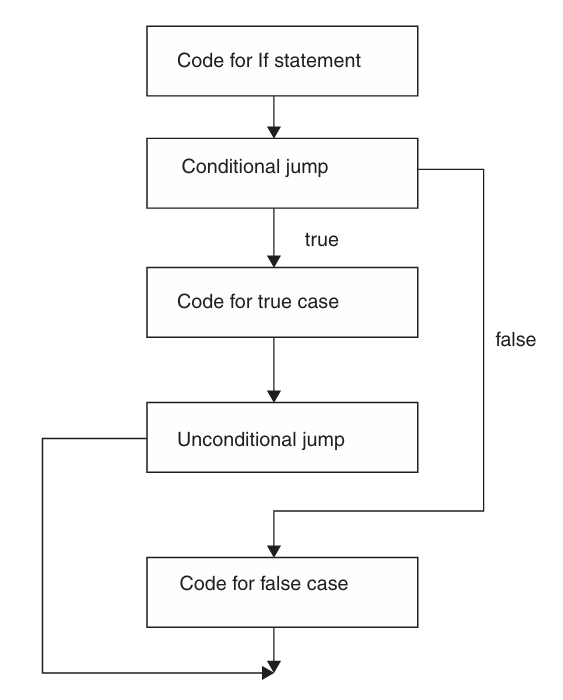 Code for If statement
Conditional jump
true
Code for true case
false
Unconditional jump
Code for false case